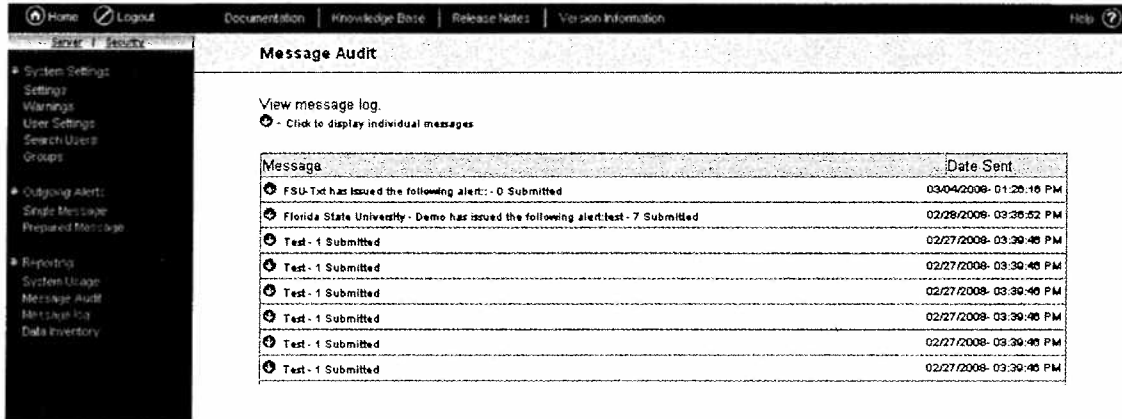 Home Logout Documentation | Knowledge Base | Release Notes | Version Information Help ?
Server | Security
Message Audit
System Settings
Settings
Warnings
User Settings
Search Users
Groups
Outgoing Alerts
Single Message
Prepared Message
Reporting
System Usage
Message Audit
Message log
Data Inventory
View message log.
- Click to display individual messages
Message Date Sent
FSU-Txt has issued the following alert:: - 0 Submitted 03/04/2008- 01:26:16 PM
Florida State University - Demo has issued the following alert:test - 7 Submitted 02/28/2008- 03:36:52 PM
Test - 1 Submitted 02/27/2008- 03:39:46 PM
Test - 1 Submitted 02/27/2008- 03:39:46 PM
Test - 1 Submitted 02/27/2008- 03:39:46 PM
Test - 1 Submitted 02/27/2008- 03:39:46 PM
Test - 1 Submitted 02/27/2008- 03:39:46 PM
Test - 1 Submitted 02/27/2008- 03:39:46 PM